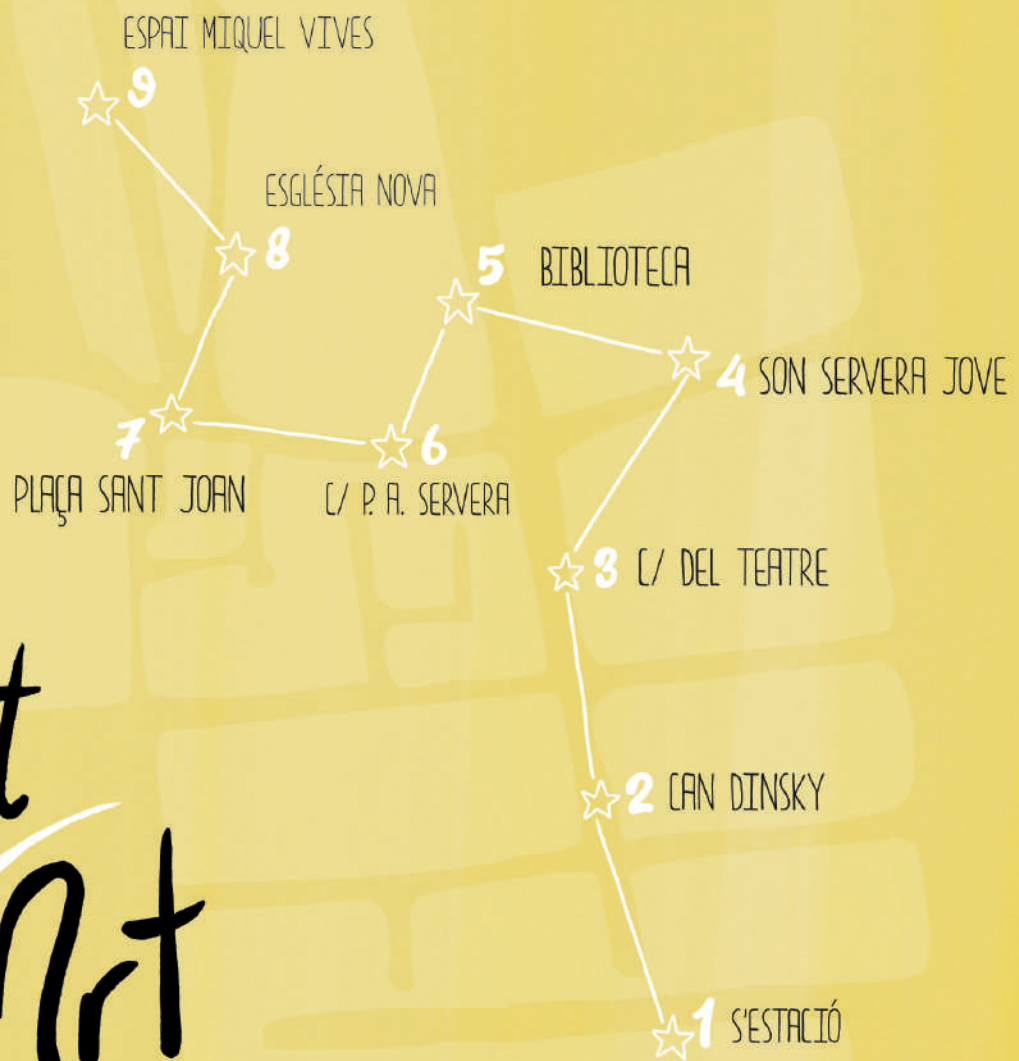 ESPAI MIQUEL VIVES
9
ESGLÉSIA NOVA
8
5 BIBLIOTECA
4 SON SERVERA JOVE
7
6
PLAÇA SANT JOAN
C/ P. A. SERVERA
3 C/ DEL TEATRE
2 CAN DINSKY
Art
1 S'ESTACIÓ